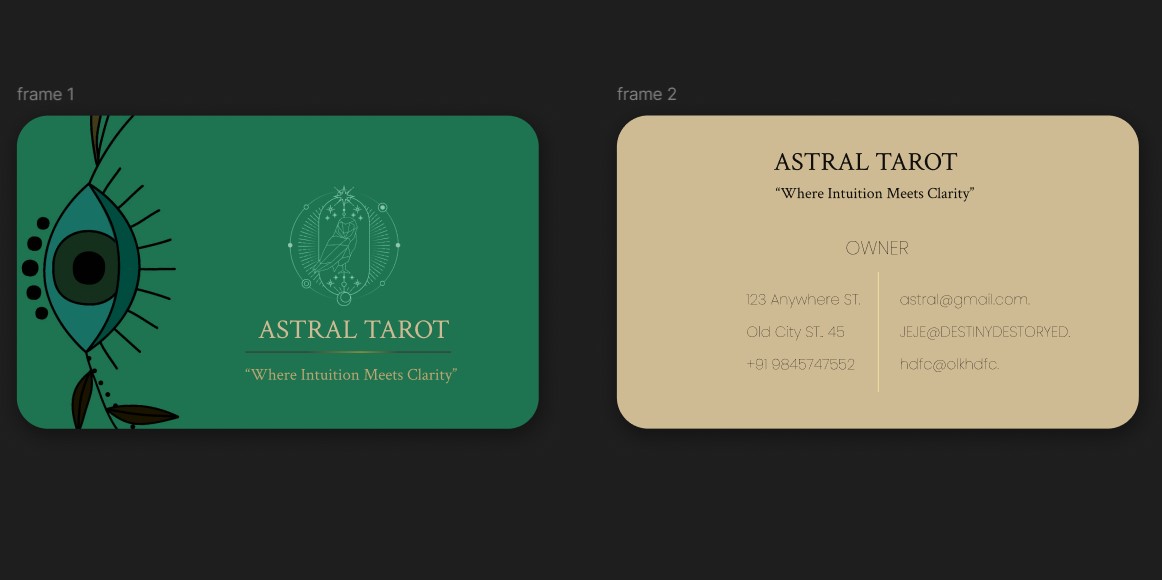 frame 1
ASTRAL TAROT
“Where Intuition Meets Clarity”
frame 2
ASTRAL TAROT
“Where Intuition Meets Clarity”
OWNER
123 Anywhere ST.
Old City ST. 45
+91 9845747552
astral@gmail.com.
JEJE@DESTINYDESTORYED.
hdfc@olkhdfc.